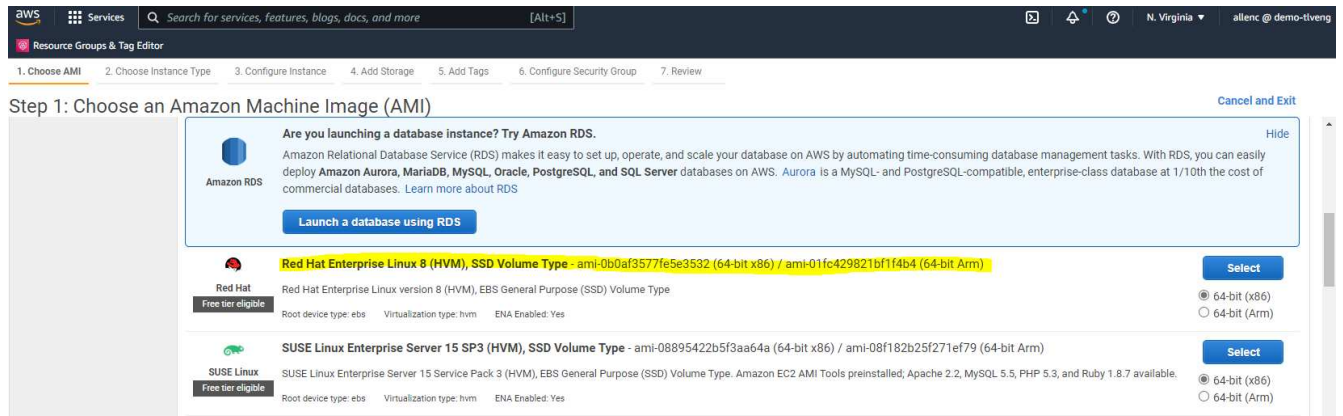 aws Services Search for services, features, blogs, docs, and more [Alt+S] N. Virginia ▼ allenc @ demo-tlveng
Resource Groups & Tag Editor
1. Choose AMI 2. Choose Instance Type 3. Configure Instance 4. Add Storage 5. Add Tags 6. Configure Security Group 7. Review
Step 1: Choose an Amazon Machine Image (AMI) Cancel and Exit
Are you launching a database instance? Try Amazon RDS. Hide
Amazon Relational Database Service (RDS) makes it easy to set up, operate, and scale your database on AWS by automating time-consuming database management tasks. With RDS, you can easily
deploy Amazon Aurora, MariaDB, MySQL, Oracle, PostgreSQL, and SQL Server databases on AWS. Aurora is a MySQL- and PostgreSQL-compatible, enterprise-class database at 1/10th the cost of
commercial databases. Learn more about RDS
Amazon RDS
Launch a database using RDS
Red Hat Enterprise Linux 8 (HVM), SSD Volume Type - ami-0b0af3577fe5e3532 (64-bit x86) / ami-01fc429821bf1f4b4 (64-bit Arm)
Select
Red Hat
Free tier eligible
Red Hat Enterprise Linux version 8 (HVM), EBS General Purpose (SSD) Volume Type
Root device type: ebs Virtualization type: hvm ENA Enabled: Yes
64-bit (x86)
64-bit (Arm)
SUSE Linux Enterprise Server 15 SP3 (HVM), SSD Volume Type - ami-08895422b5f3aa64a (64-bit x86) / ami-08f182b25f271ef79 (64-bit Arm)
Select
SUSE Linux
Free tier eligible
SUSE Linux Enterprise Server 15 Service Pack 3 (HVM), EBS General Purpose (SSD) Volume Type. Amazon EC2 AMI Tools preinstalled; Apache 2.2, MySQL 5.5, PHP 5.3, and Ruby 1.8.7 available.
Root device type: ebs Virtualization type: hvm ENA Enabled: Yes
64-bit (x86)
64-bit (Arm)